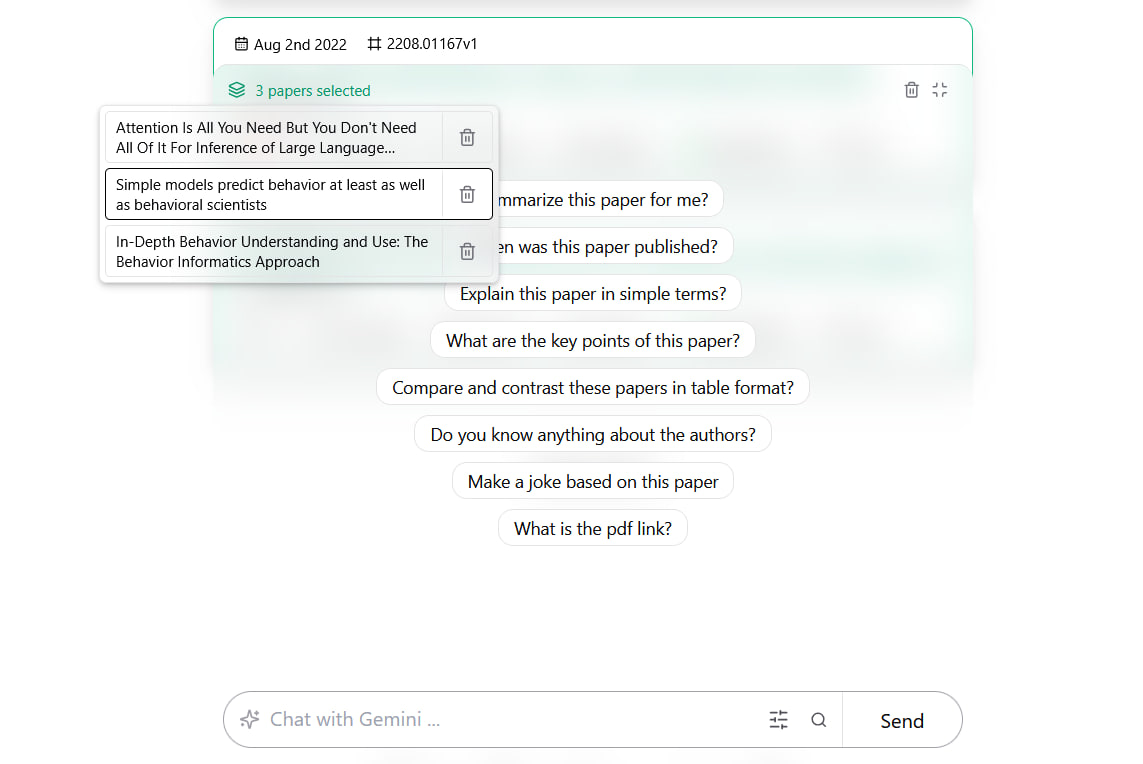 Aug 2nd 2022 2208.01167v1
3 papers selected
Attention Is All You Need But You Don't Need
All Of It For Inference of Large Language...
Simple models predict behavior at least as well
as behavioral scientists
In-Depth Behavior Understanding and Use: The
Behavior Informatics Approach
mmarize this paper for me?
en was this paper published?
Explain this paper in simple terms?
What are the key points of this paper?
Compare and contrast these papers in table format?
Do you know anything about the authors?
Make a joke based on this paper
What is the pdf link?
Chat with Gemini ...
Send